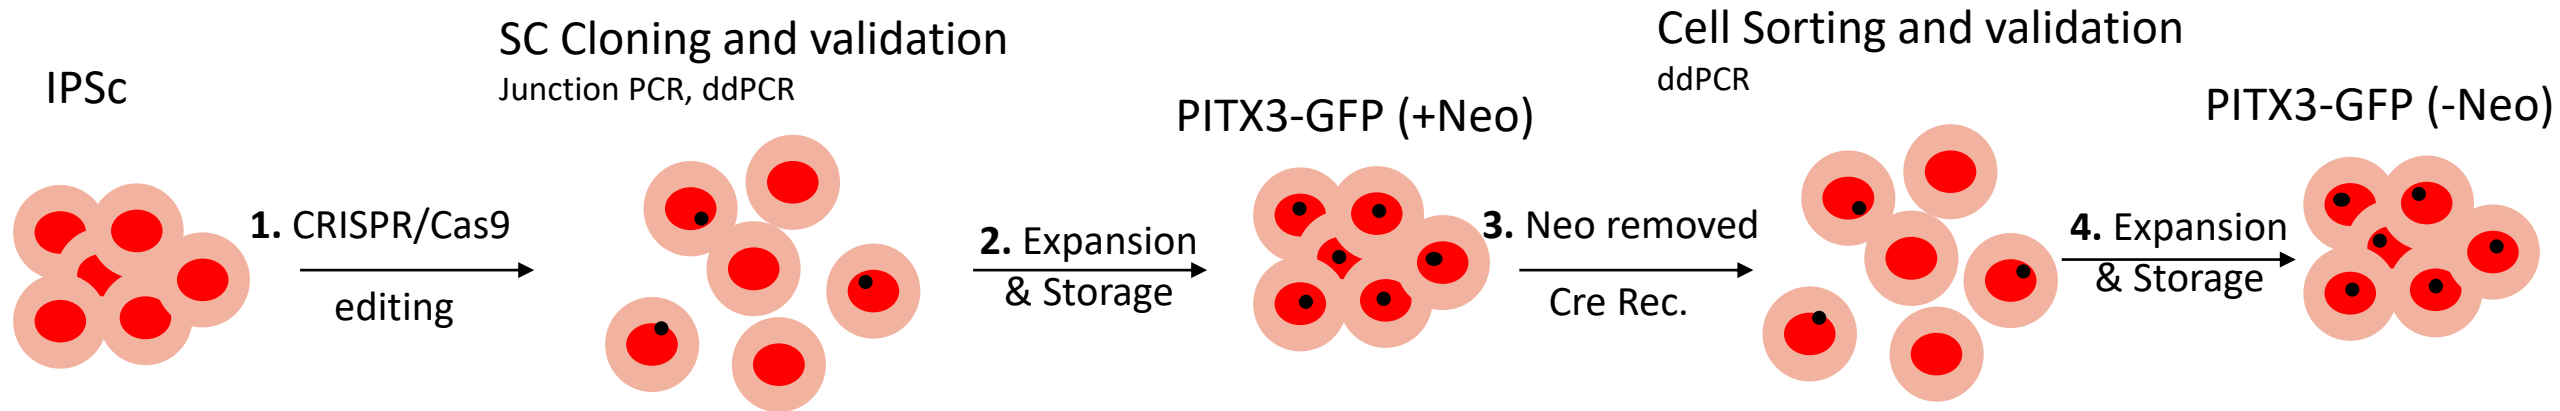 IPSc
1. CRISPR/Cas9
editing
SC Cloning and validation
Junction PCR, ddPCR
2. Expansion
& Storage
PITX3-GFP (+Neo)
3. Neo removed
Cre Rec.
Cell Sorting and validation
ddPCR
4. Expansion
& Storage
PITX3-GFP (-Neo)